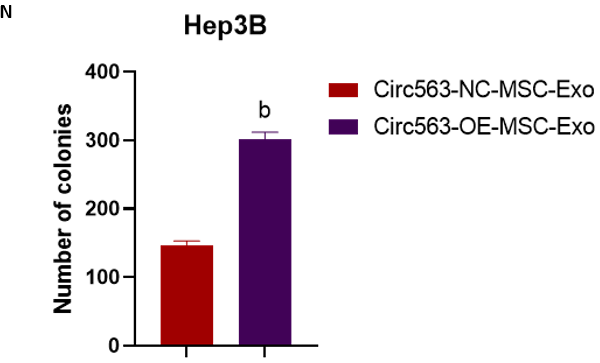 N
Hep3B
Number of colonies
400
300
200
100
0
b
Circ563-NC-MSC-Exo
Circ563-OE-MSC-Exo